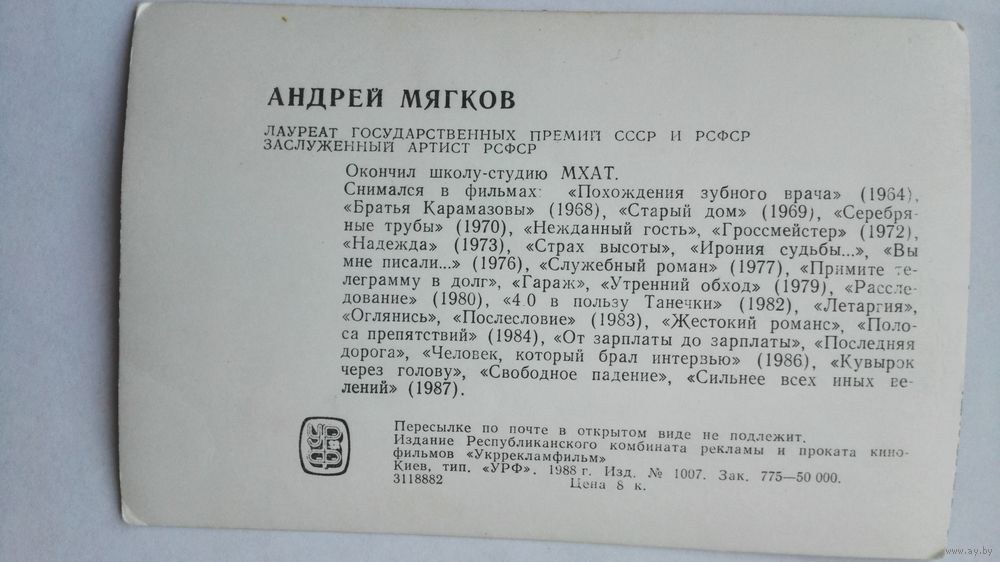 АНДРЕЙ МЯГКОВ
ЛАУРЕАТ ГОСУДАРСТВЕННЫХ ПРЕМИЙ СССР И РСФСР
ЗАСЛУЖЕННЫЙ АРТИСТ РСФСР
Окончил школу-студию МХАТ.
Снимался в фильмах: «Похождения зубного врача» (1964),
«Братья Карамазовы» (1968), «Старый дом» (1969), «Серебря-
ные трубы» (1970), «Нежданный гость», «Гроссмейстер» (1972),
«Надежда» (1973), «Страх высоты», «Ирония судьбы...», «Вы
мне писали...» (1976), «Служебный роман» (1977), «Примите те-
леграмму в долг», «Гараж», «Утренний обход» (1979), «Рассле-
дование» (1980), «4:0 в пользу Танечки» (1982), «Летаргия»,
«Оглянись», «Послесловие» (1983), «Жестокий романс», «Поло-
са препятствий» (1984), «От зарплаты до зарплаты», «Последняя
дорога», «Человек, который брал интервью» (1986), «Кувырок
через голову», «Свободное падение», «Сильнее всех иных ве-
лений» (1987).
УРФ
Пересылке по почте в открытом виде не подлежит.
Издание Республиканского комбината рекламы и проката кино-
фильмов «Укррекламфильм»
Киев, тип. «УРФ». 1988 г. Изд. № 1007. Зак. 775—50 000.
3118882 Цена 8 к.
www.ay.by